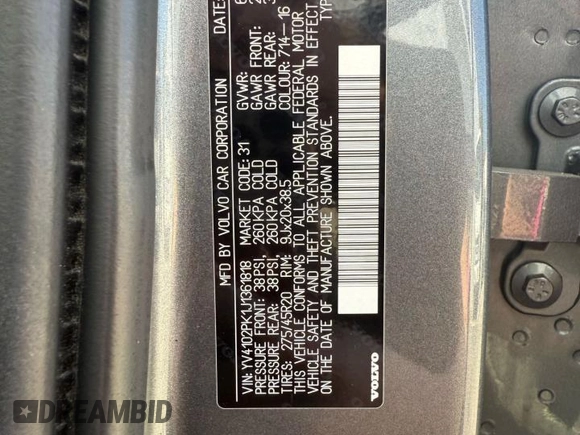 MFD BY VOLVO CAR CORPORATION DATE:
VIN: YV4102PK1J1361818 MARKET CODE: 31 GVWR:
PRESSURE FRONT: 38PSI, 260KPA COLD GAWR FRONT:
PRESSURE REAR: 38PSI, 260KPA COLD GAWR REAR:
TIRES: 275/45R20 RIM: 9Jx20x38.5 COLOUR: 714-16
THIS VEHICLE CONFORMS TO ALL APPLICABLE FEDERAL MOTOR
VEHICLE SAFETY AND THEFT PREVENTION STANDARDS IN EFFECT
ON THE DATE OF MANUFACTURE SHOWN ABOVE. TYP
VOLVO
DREAMBID